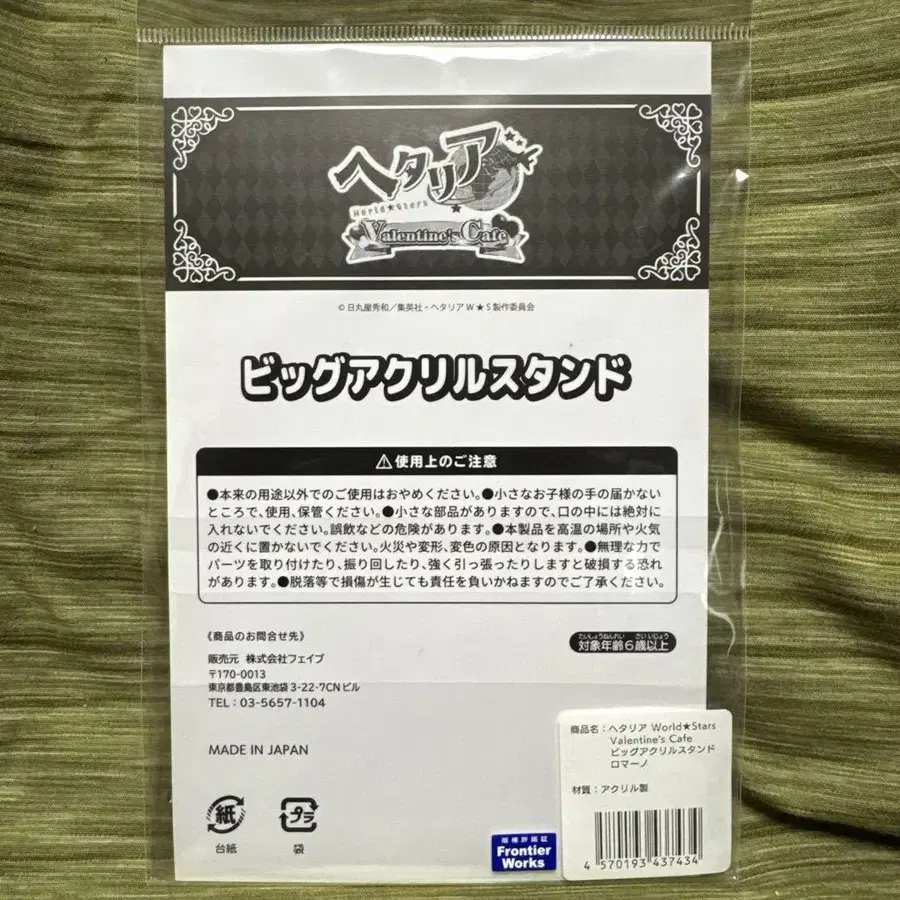 ヘタリア
World★Stars
Valentine's Cafe
©日丸屋秀和／集英社・ヘタリアW★S製作委員会
ビッグアクリルスタンド
⚠使用上のご注意
●本来の用途以外でのご使用はおやめください。●小さなお子様の手の届かない
ところで、使用、保管ください。●小さな部品がありますので、口の中には絶対に
入れないでください。誤飲などの危険があります。●本製品を高温の場所や火気
の近くに置かないでください。火災や変形、変色の原因となります。●無理な力で
パーツを取り付けたり、振り回したり、強く引っ張ったりしますと破損する恐れ
があります。●脱落等で損傷が生じても責任を負いかねますのでご了承ください。
《商品のお問合せ先》
たいしょうねんれい さいいじょう
対象年齢6歳以上
販売元 株式会社フェイブ
〒170-0013
東京都豊島区東池袋3-22-7CNビル
TEL：03-5657-1104
MADE IN JAPAN
紙
台紙
プラ
袋
版権許諾証
Frontier
Works
商品名：ヘタリア World★Stars
Valentine's Cafe
ビッグアクリルスタンド
ロマーノ
材質：アクリル製
4 570193 437434